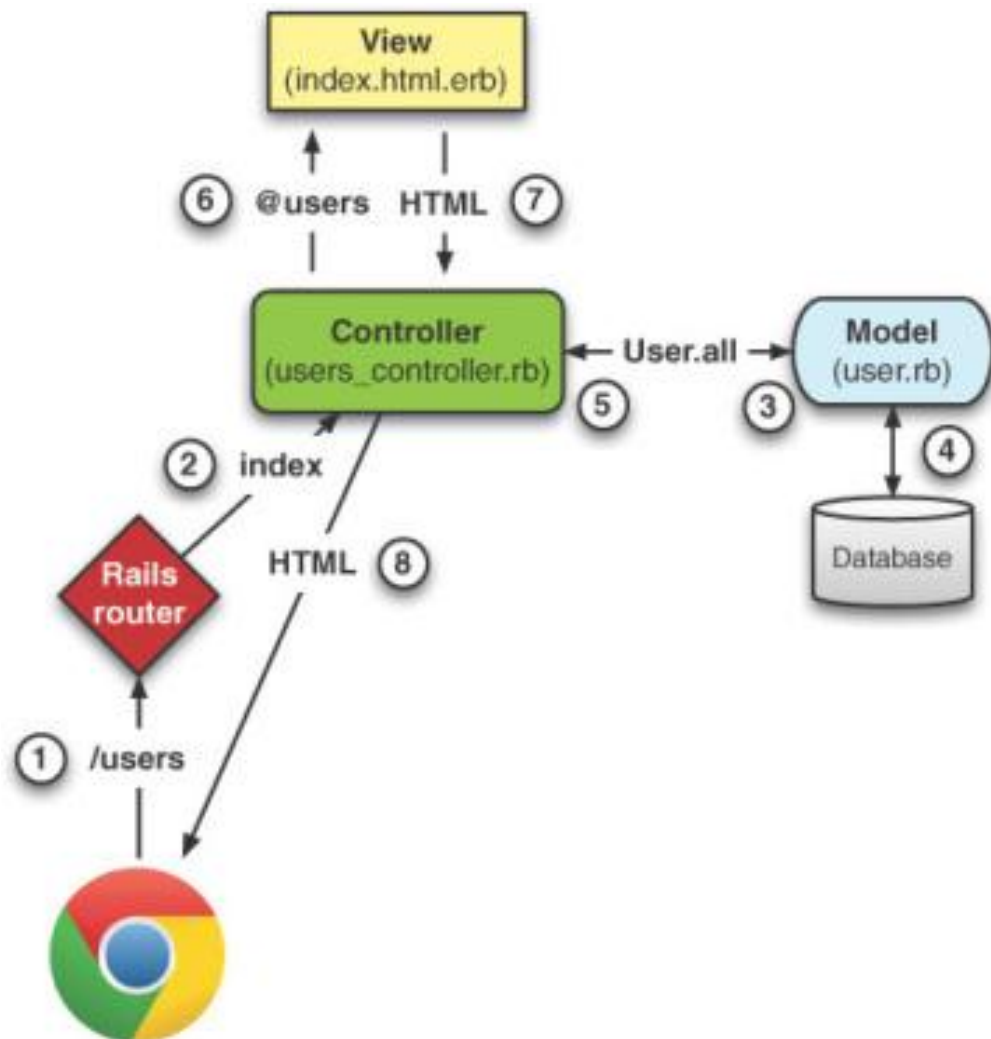 View
(index.html.erb)
6 @users HTML 7
Controller
(users_controller.rb)
User.all
Model
(user.rb)
5
3
2 index
4
HTML 8
Database
Rails
router
1 /users